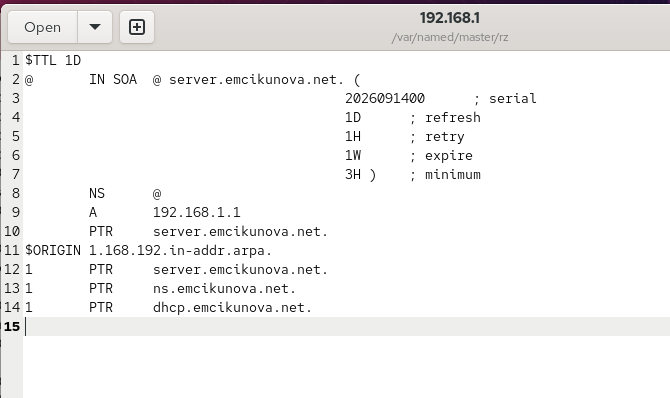 Open
192.168.1
/var/named/master/rz
1 $TTL 1D
2 @ IN SOA @ server.emcikunova.net. (
3 2026091400 ; serial
4 1D ; refresh
5 1H ; retry
6 1W ; expire
7 3H ) ; minimum
8 NS @
9 A 192.168.1.1
10 PTR server.emcikunova.net.
11 $ORIGIN 1.168.192.in-addr.arpa.
12 1 PTR server.emcikunova.net.
13 1 PTR ns.emcikunova.net.
14 1 PTR dhcp.emcikunova.net.
15